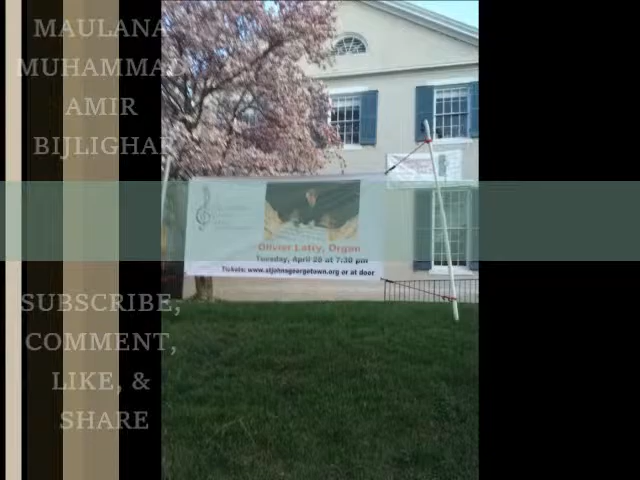 MAULANA
MUHAMMAD
AMIR
BIJLIGHAR
Olivier Latry, Organ
Tuesday, April 28 at 7:30 pm
Tickets: www.stjohnsgeorgetown.org or at door
SUBSCRIBE,
COMMENT,
LIKE, &
SHARE